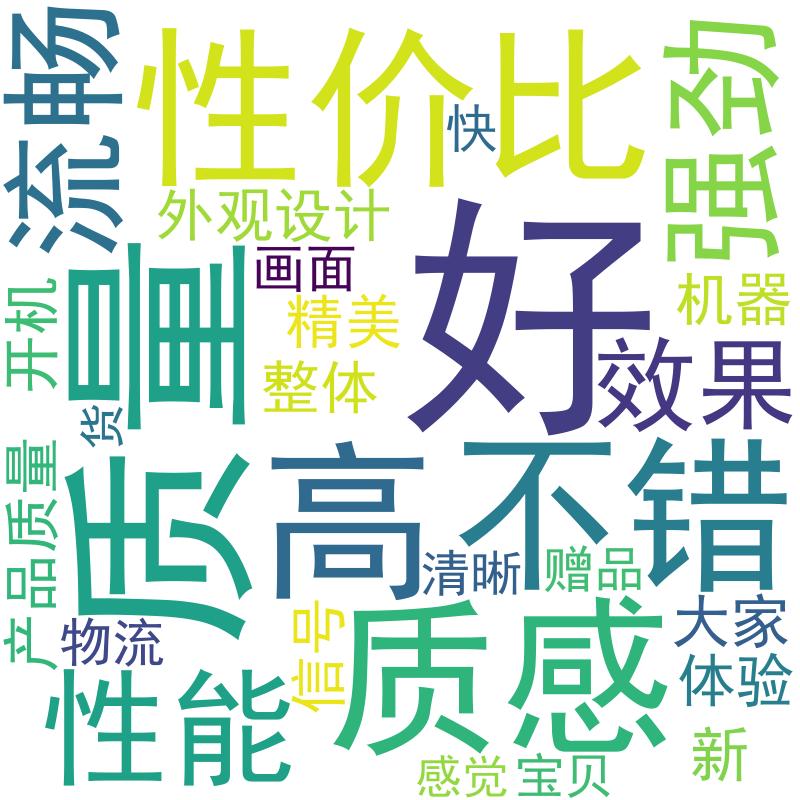 流畅
性价比
强劲
快
外观设计
好
画面
质量
机器
开机
精美
效果
整体
货
高
不错
产品质量
清晰
赠品
质感
大家
信号
物流
体验
性能
新
感觉
宝贝